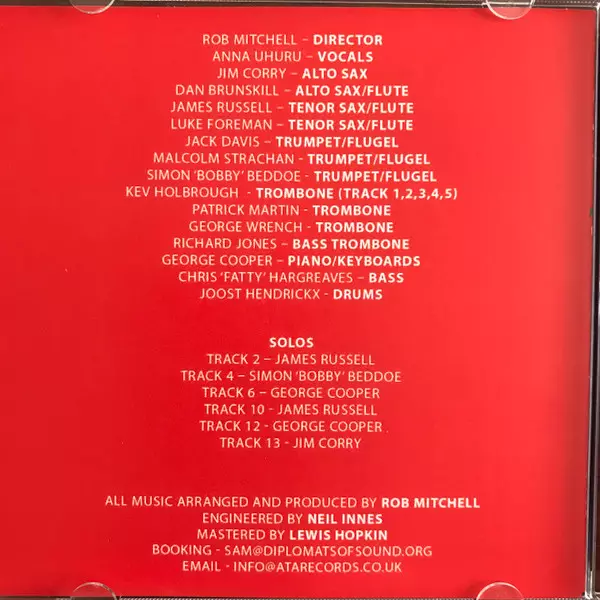 ROB MITCHELL – DIRECTOR
ANNA UHURU – VOCALS
JIM CORRY – ALTO SAX
DAN BRUNSKILL – ALTO SAX/FLUTE
JAMES RUSSELL – TENOR SAX/FLUTE
LUKE FOREMAN – TENOR SAX/FLUTE
JACK DAVIS – TRUMPET/FLUGEL
MALCOLM STRACHAN - TRUMPET/FLUGEL
SIMON 'BOBBY' BEDDOE - TRUMPET/FLUGEL
KEV HOLBROUGH - TROMBONE (TRACK 1,2,3,4,5)
PATRICK MARTIN - TROMBONE
GEORGE WRENCH - TROMBONE
RICHARD JONES – BASS TROMBONE
GEORGE COOPER – PIANO/KEYBOARDS
CHRIS 'FATTY' HARGREAVES – BASS
JOOST HENDRICKX - DRUMS
SOLOS
TRACK 2 – JAMES RUSSELL
TRACK 4 – SIMON 'BOBBY' BEDDOE
TRACK 6 - GEORGE COOPER
TRACK 10 - JAMES RUSSELL
TRACK 12 - GEORGE COOPER
TRACK 13 - JIM CORRY
ALL MUSIC ARRANGED AND PRODUCED BY ROB MITCHELL
ENGINEERED BY NEIL INNES
MASTERED BY LEWIS HOPKIN
BOOKING - SAM@DIPLOMATSOFSOUND.ORG
EMAIL - INFO@ATARECORDS.CO.UK